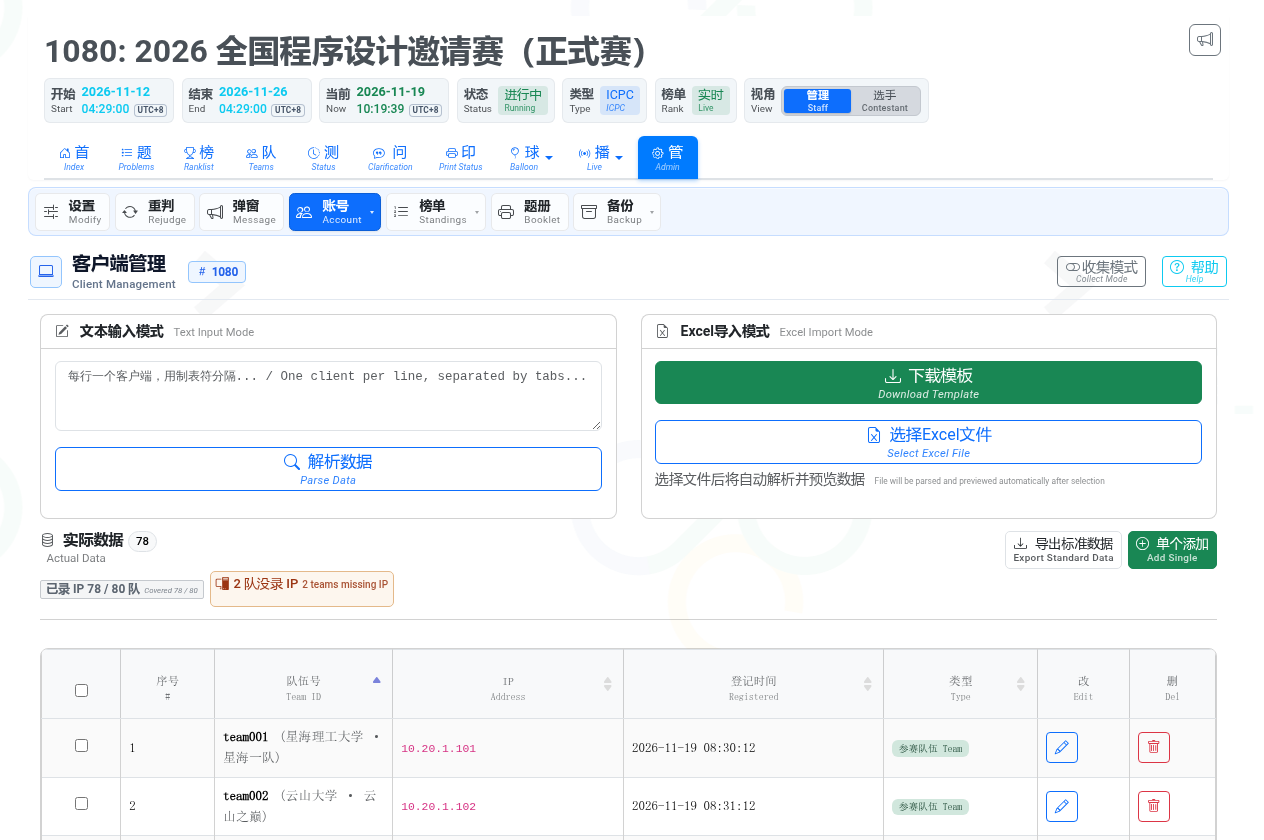 1080: 2026 全国程序设计邀请赛（正式赛）
开始 Start 2026-11-12 04:29:00 UTC+8
结束 End 2026-11-26 04:29:00 UTC+8
当前 Now 2026-11-19 10:19:39 UTC+8
状态 Status 进行中 Running
类型 Type ICPC ICPC
榜单 Rank 实时 Live
视角 View 管理 Staff 选手 Contestant
首 Index
题 Problems
榜 Ranklist
队 Teams
测 Status
问 Clarification
印 Print Status
球 Balloon
播 Live
管 Admin
设置 Modify
重判 Rejudge
弹窗 Message
账号 Account
榜单 Standings
题册 Booklet
备份 Backup
客户端管理
Client Management
# 1080
收集模式
Collect Mode
帮助
Help
文本输入模式 Text Input Mode
每行一个客户端，用制表符分隔... / One client per line, separated by tabs...
解析数据
Parse Data
Excel导入模式 Excel Import Mode
下载模板
Download Template
选择Excel文件
Select Excel File
选择文件后将自动解析并预览数据 File will be parsed and previewed automatically after selection
实际数据 78
Actual Data
已录 IP 78 / 80 队 Covered 78 / 80
2 队没录 IP 2 teams missing IP
导出标准数据
Export Standard Data
单个添加
Add Single
序号 队伍号 IP 登记时间 类型 改 删
# Team ID Address Registered Type Edit Del
1 team001 （星海理工大学 • 星海一队） 10.20.1.101 2026-11-19 08:30:12 参赛队伍 Team
2 team002 （云山大学 • 云山之巅） 10.20.1.102 2026-11-19 08:31:12 参赛队伍 Team